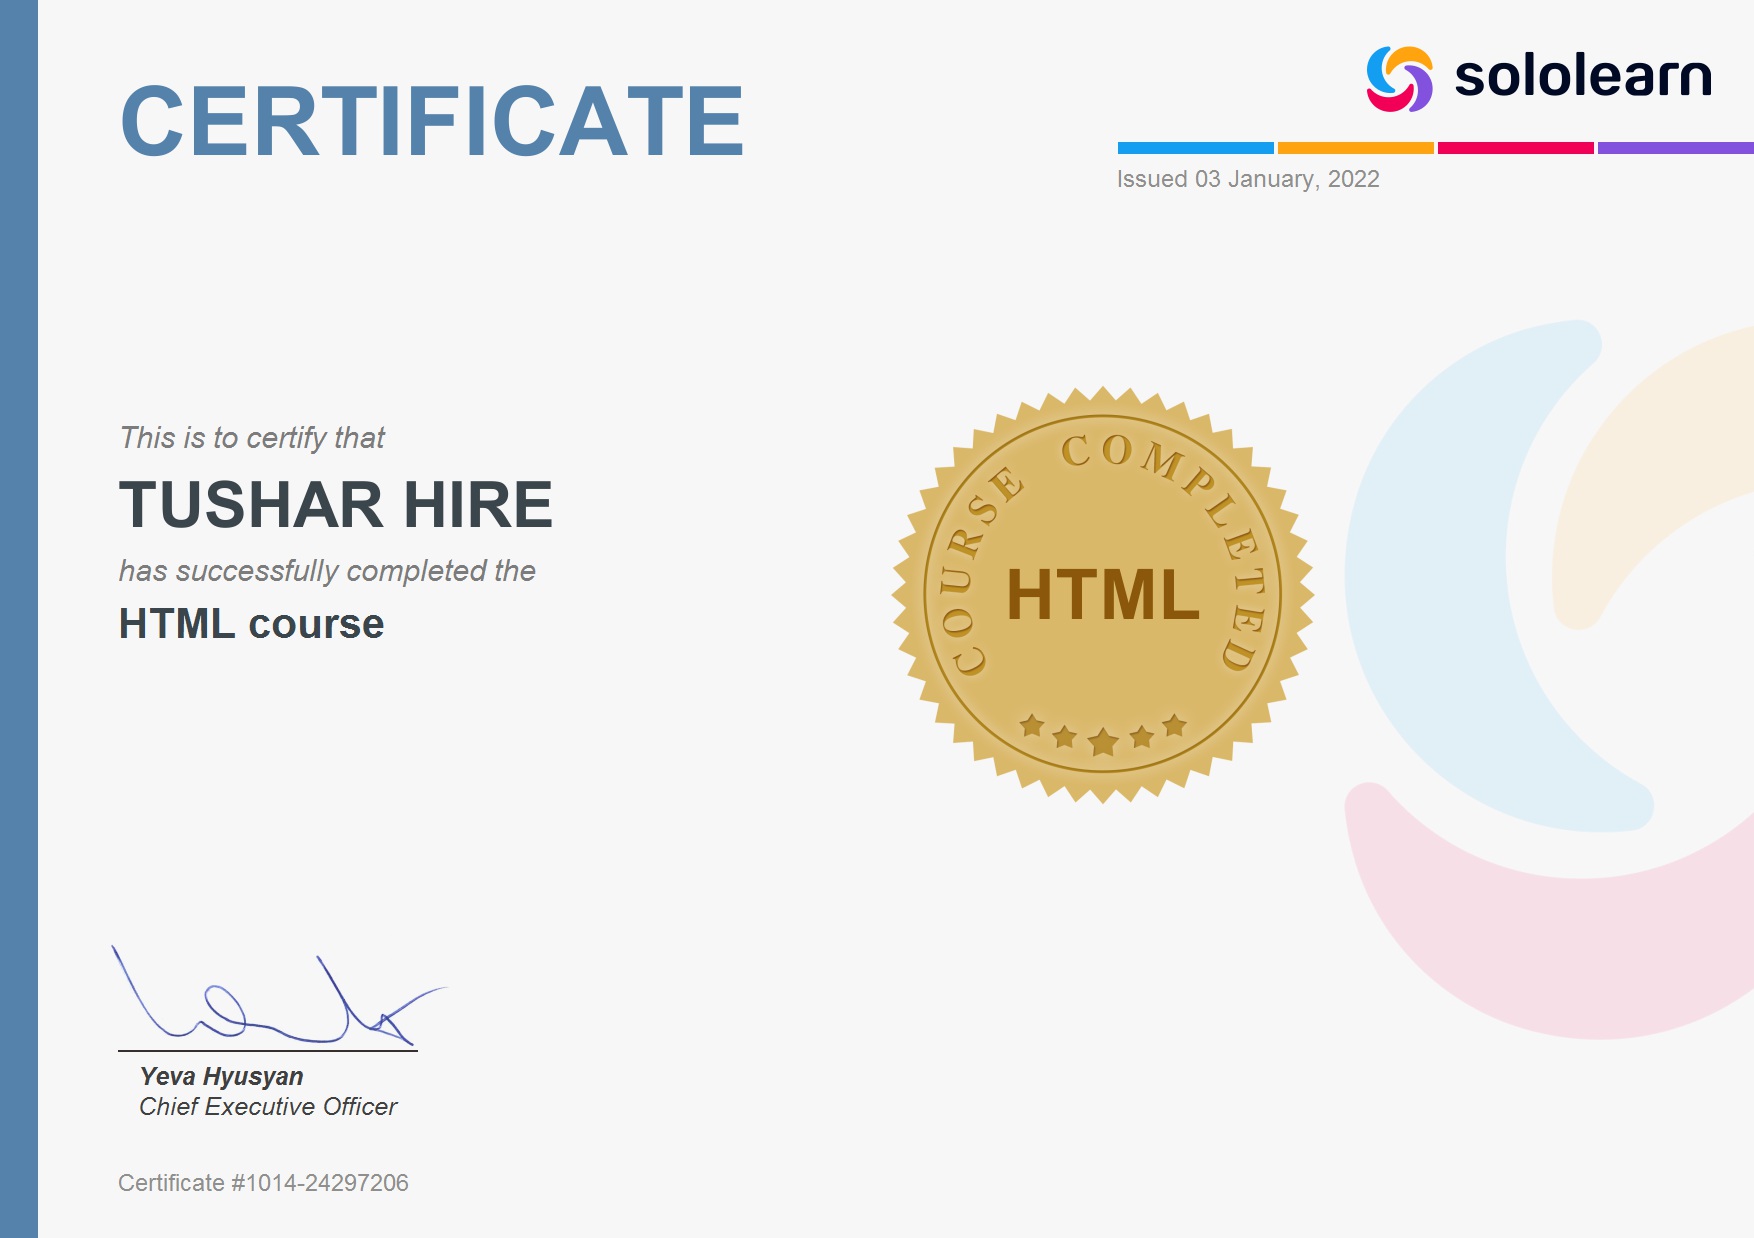 CERTIFICATE
sololearn
Issued 03 January, 2022
This is to certify that
TUSHAR HIRE
has successfully completed the
HTML course
COURSE COMPLETED
HTML
Yeva Hyusyan
Chief Executive Officer
Certificate #1014-24297206